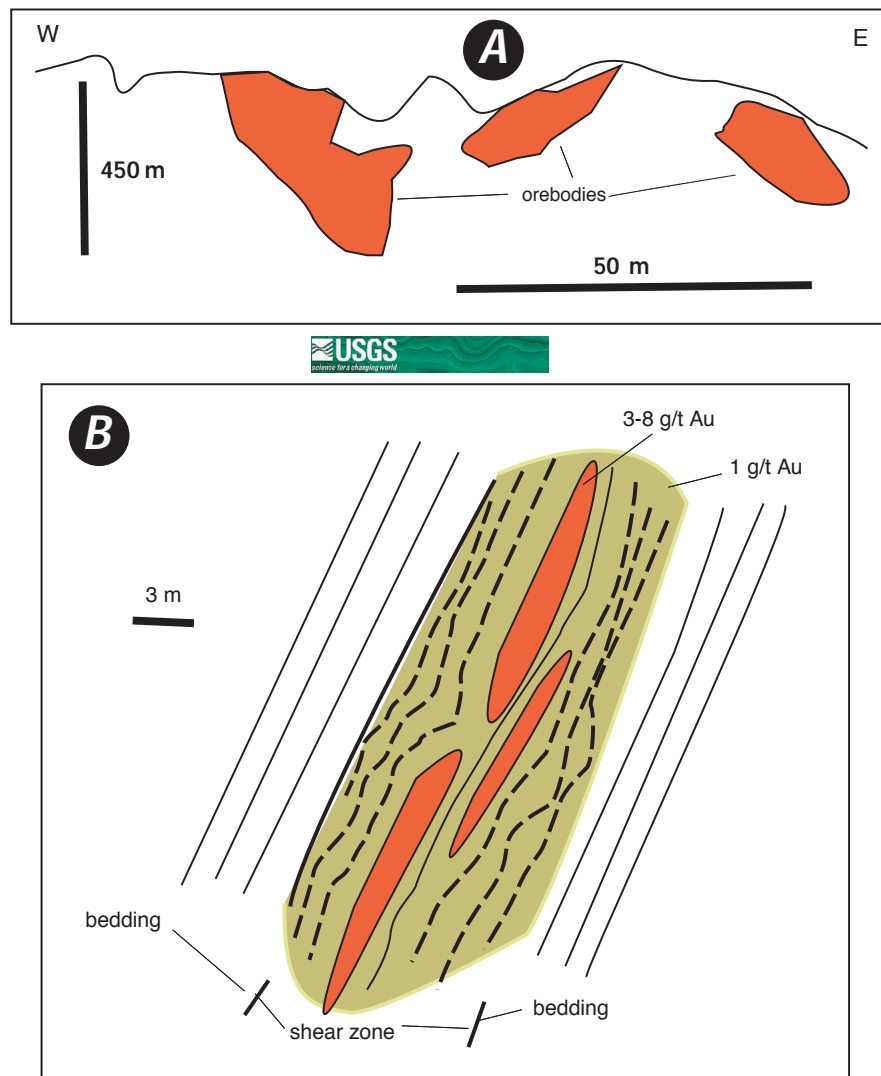 W
A
E
450 m
orebodies
50 m
USGS
science for a changing world
B
3-8 g/t Au
1 g/t Au
3 m
bedding
shear zone
bedding